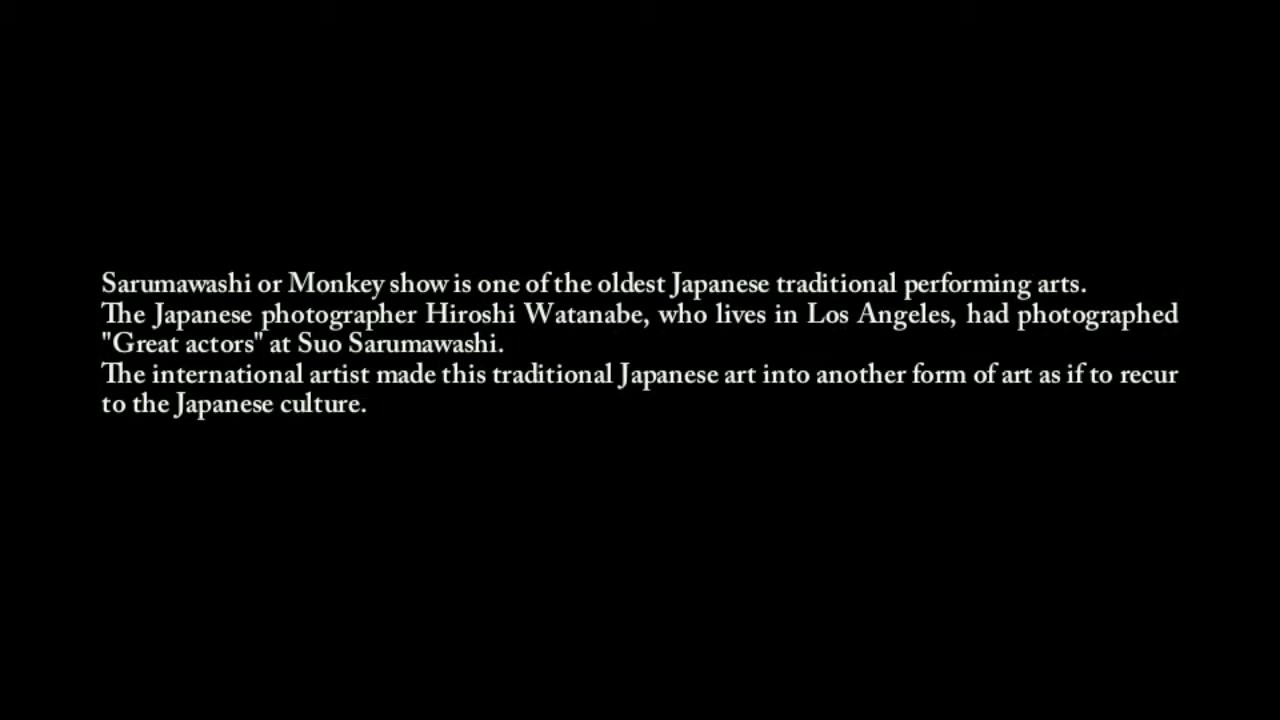 Sarumawashi or Monkey show is one of the oldest Japanese traditional performing arts.
The Japanese photographer Hiroshi Watanabe, who lives in Los Angeles, had photographed
"Great actors" at Suo Sarumawashi.
The international artist made this traditional Japanese art into another form of art as if to recur
to the Japanese culture.